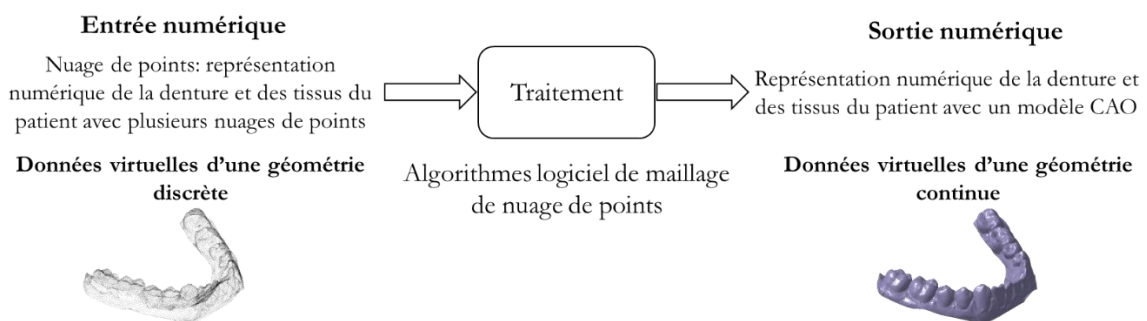 Entrée numérique
Nuage de points: représentation
numérique de la denture et des tissus du
patient avec plusieurs nuages de points
Données virtuelles d'une géométrie
discrète
Traitement
Algorithmes logiciel de maillage
de nuage de points
Sortie numérique
Représentation numérique de la denture et
des tissus du patient avec un modèle CAO
Données virtuelles d'une géométrie
continue